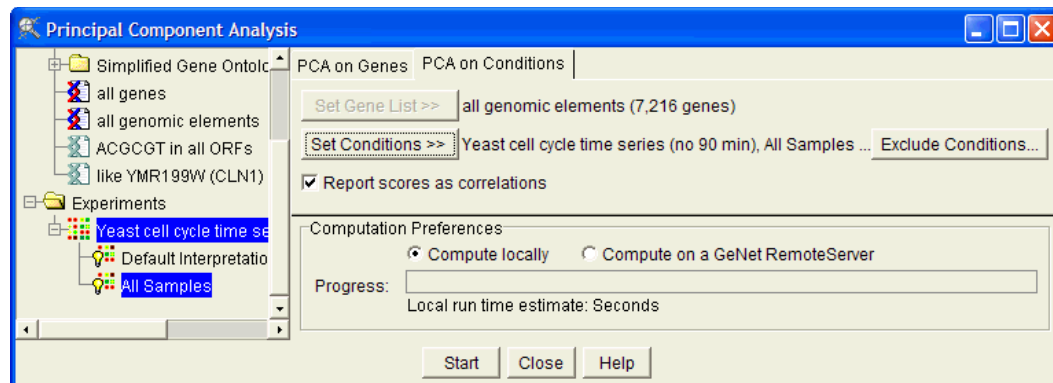 Principal Component Analysis
Simplified Gene Ontolc
all genes
all genomic elements
ACGCGT in all ORFs
like YMR199W (CLN1)
Experiments
Yeast cell cycle time se
Default Interpretatio
All Samples
PCA on Genes PCA on Conditions
Set Gene List >> all genomic elements (7,216 genes)
Set Conditions >> Yeast cell cycle time series (no 90 min), All Samples ... Exclude Conditions...
Report scores as correlations
Computation Preferences
Compute locally Compute on a GeNet RemoteServer
Progress:
Local run time estimate: Seconds
Start Close Help